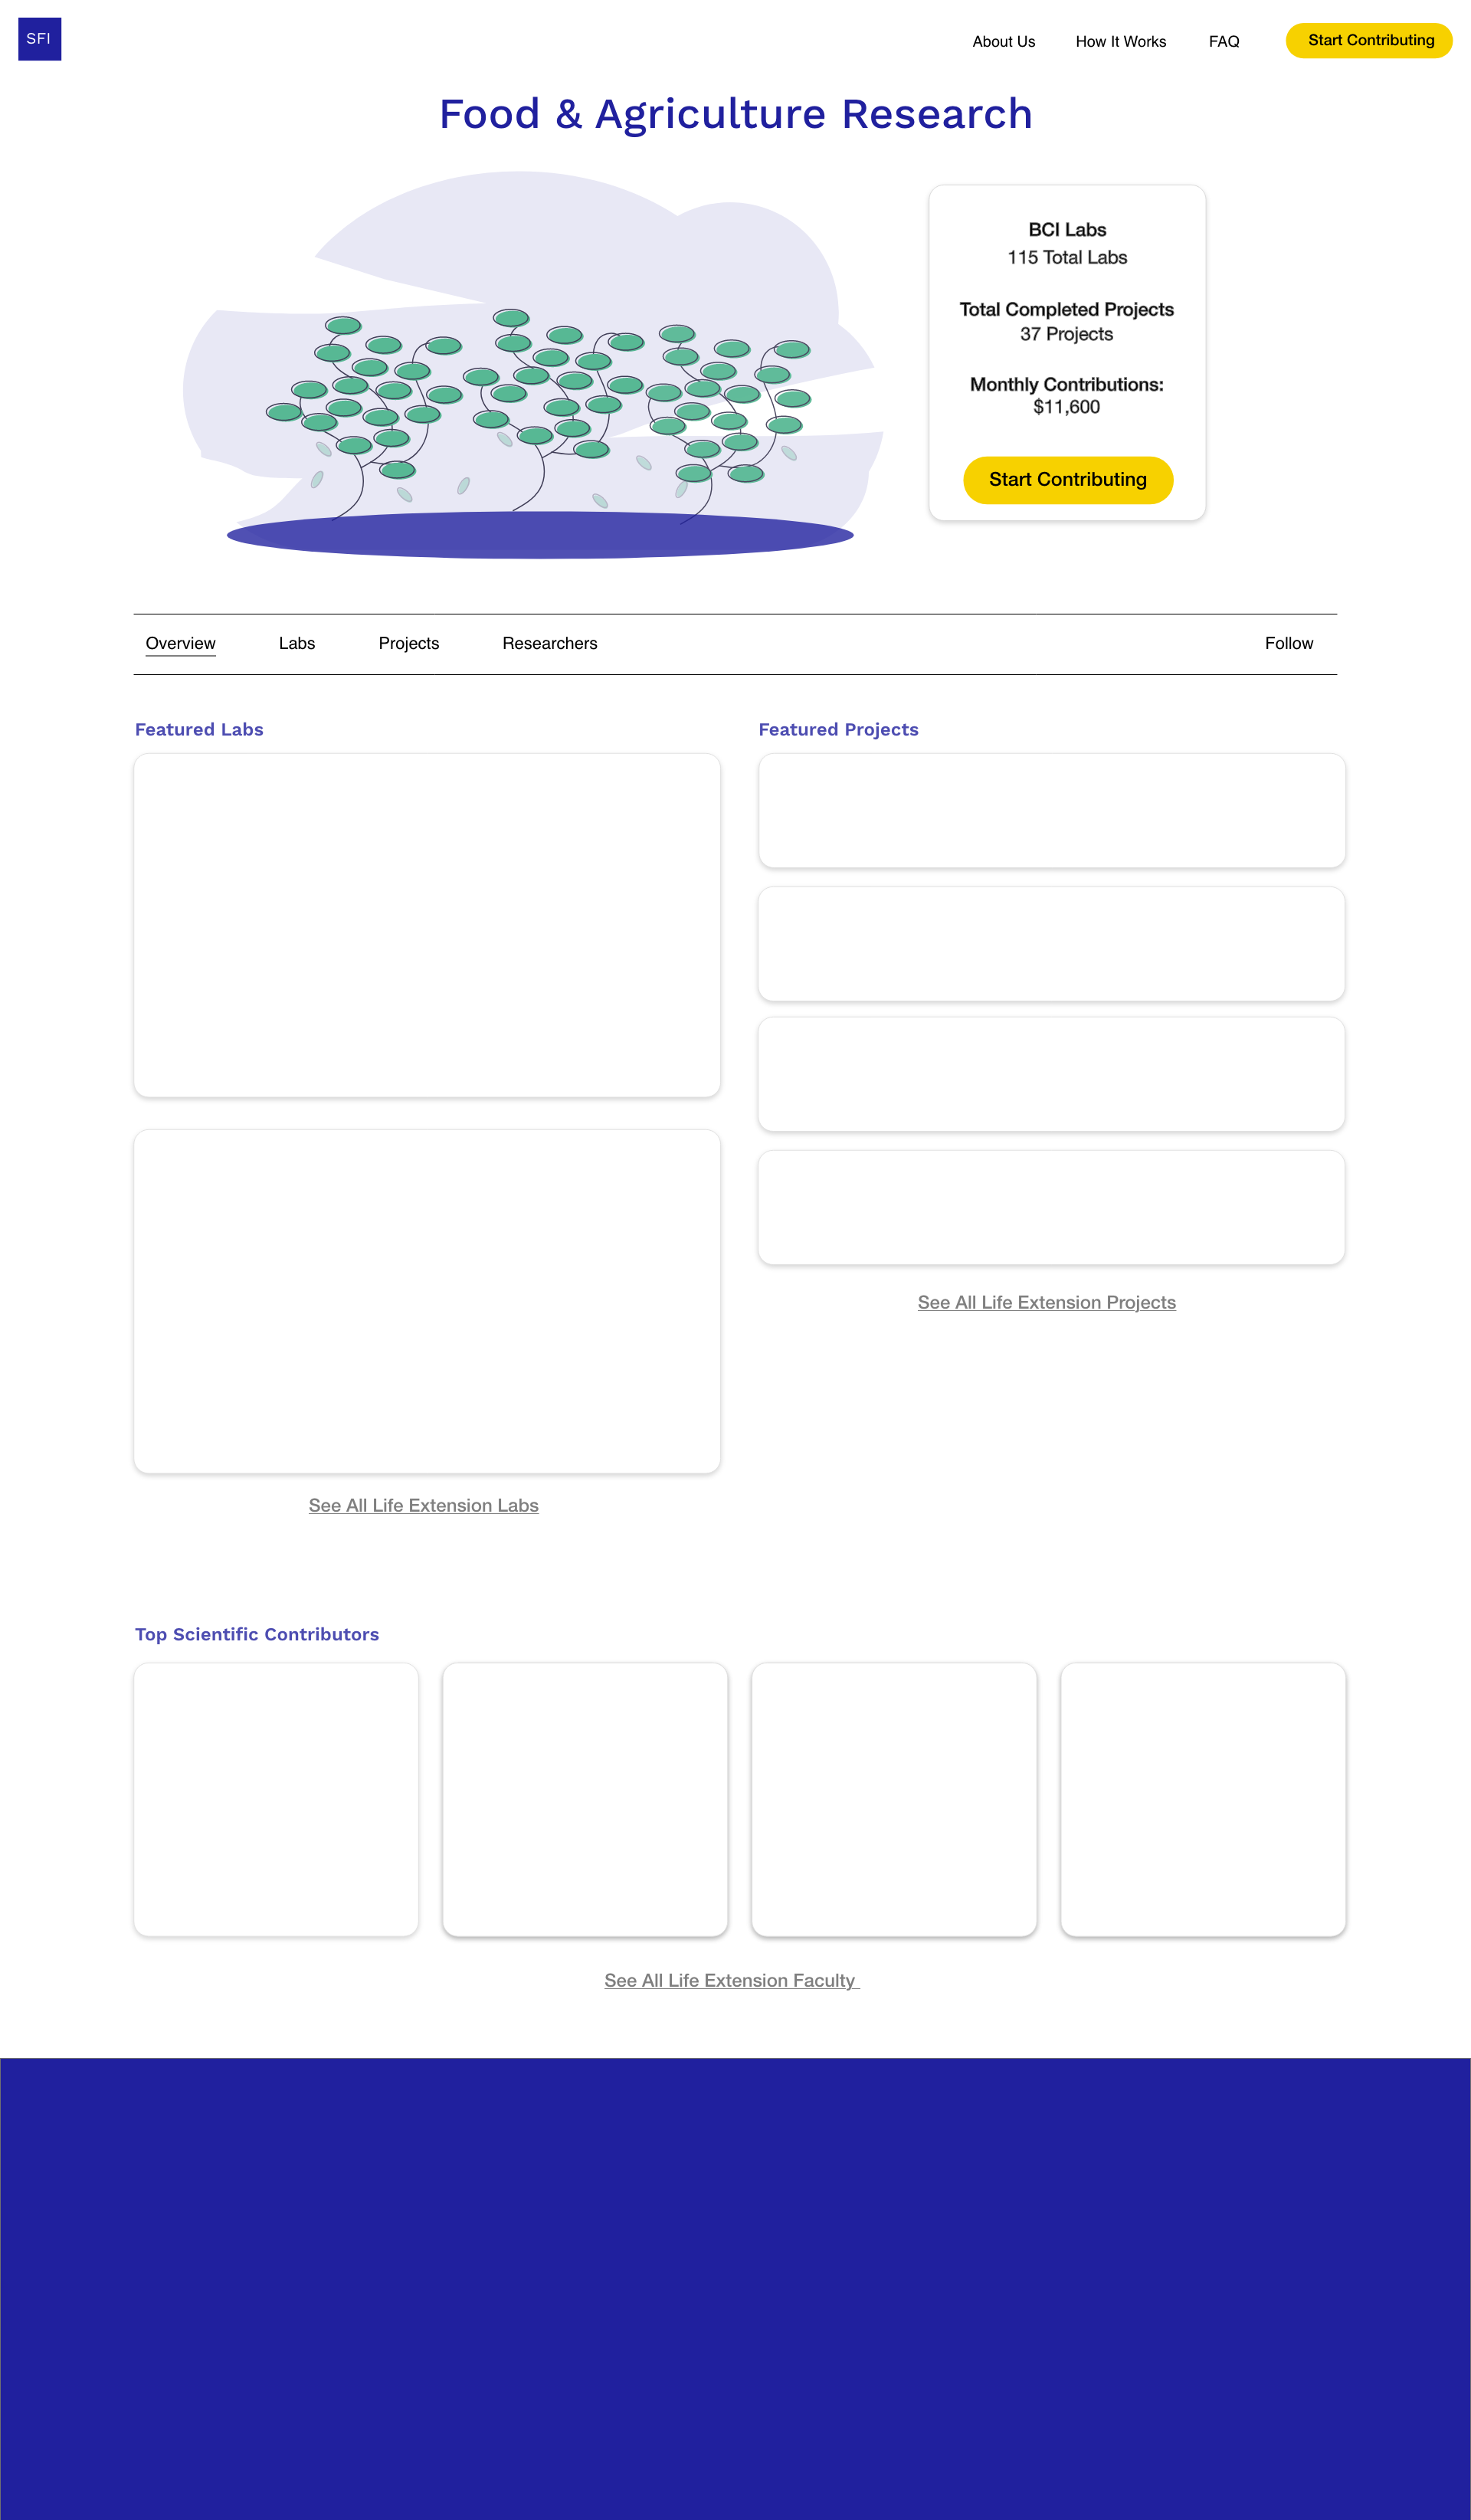 SFI
About Us
How It Works
FAQ
Start Contributing
Food & Agriculture Research
BCI Labs
115 Total Labs
Total Completed Projects
37 Projects
Monthly Contributions:
$11,600
Start Contributing
Overview
Labs
Projects
Researchers
Follow
Featured Labs
Featured Projects
See All Life Extension Projects
See All Life Extension Labs
Top Scientific Contributors
See All Life Extension Faculty